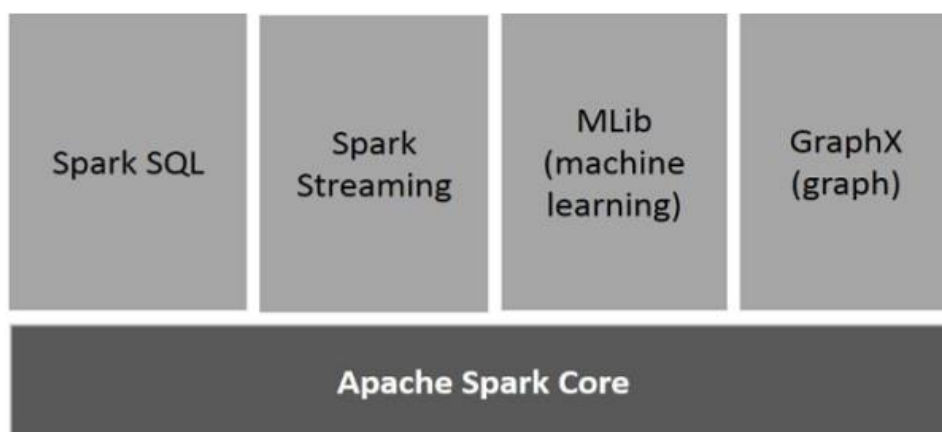 Spark SQL
Spark
Streaming
MLib
(machine
learning)
GraphX
(graph)
Apache Spark Core